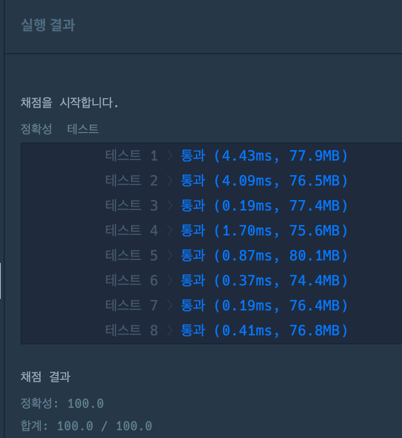 실행 결과
채점을 시작합니다.
정확성 테스트
테스트 1 > 통과 (4.43ms, 77.9MB)
테스트 2 > 통과 (4.09ms, 76.5MB)
테스트 3 > 통과 (0.19ms, 77.4MB)
테스트 4 > 통과 (1.70ms, 75.6MB)
테스트 5 > 통과 (0.87ms, 80.1MB)
테스트 6 > 통과 (0.37ms, 74.4MB)
테스트 7 > 통과 (0.19ms, 76.4MB)
테스트 8 > 통과 (0.41ms, 76.8MB)
채점 결과
정확성: 100.0
합계: 100.0 / 100.0